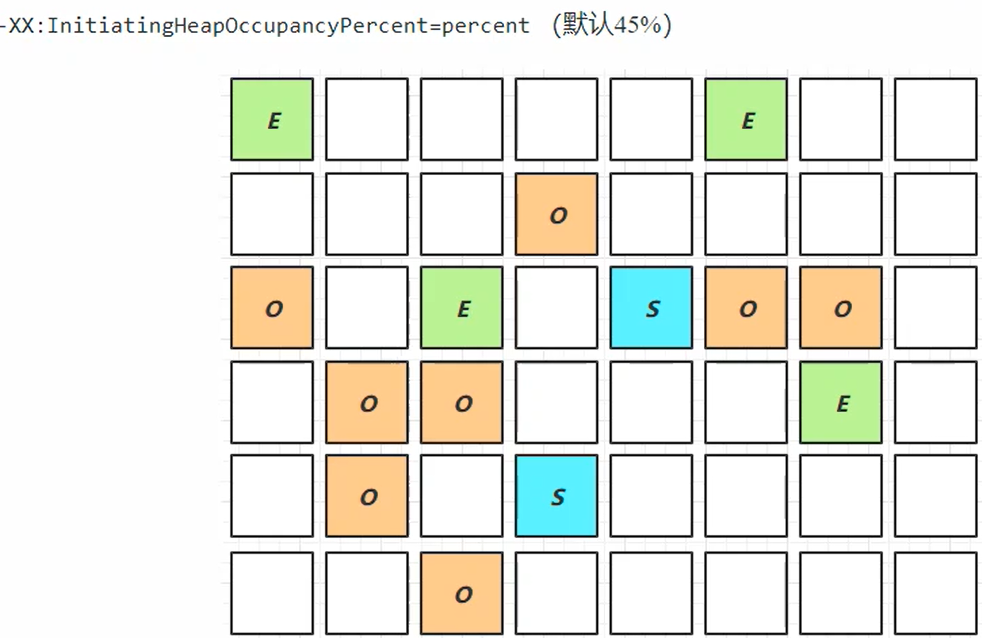 -XX:InitiatingHeapOccupancyPercent=percent （默认45%）
E E
O
O E S O O
O O E
O S
O